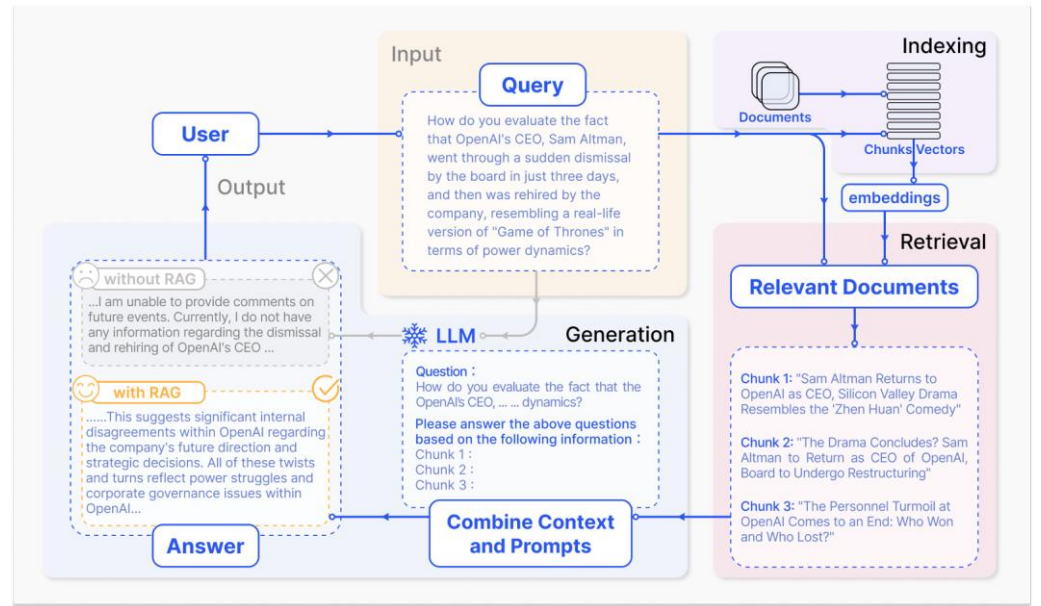 Input
Query
How do you evaluate the fact
that OpenAI's CEO, Sam Altman,
went through a sudden dismissal
by the board in just three days,
and then was rehired by the
company, resembling a real-life
version of "Game of Thrones" in
terms of power dynamics?
Indexing
Documents
Chunks Vectors
embeddings
User
Output
Retrieval
Relevant Documents
Chunk 1: "Sam Altman Returns to
OpenAI as CEO, Silicon Valley Drama
Resembles the 'Zhen Huan' Comedy"
Chunk 2: "The Drama Concludes? Sam
Altman to Return as CEO of OpenAI,
Board to Undergo Restructuring"
Chunk 3: "The Personnel Turmoil at
OpenAI Comes to an End: Who Won
and Who Lost?"
LLM
Generation
Question :
How do you evaluate the fact that the
OpenAI's CEO, ... ... dynamics?
Please answer the above questions
based on the following information :
Chunk 1 :
Chunk 2 :
Chunk 3 :
Combine Context
and Prompts
without RAG
...I am unable to provide comments on
future events. Currently, I do not have
any information regarding the dismissal
and rehiring of OpenAI's CEO ...
with RAG
......This suggests significant internal
disagreements within OpenAI regarding
the company's future direction and
strategic decisions. All of these twists
and turns reflect power struggles and
corporate governance issues within
OpenAI...
Answer